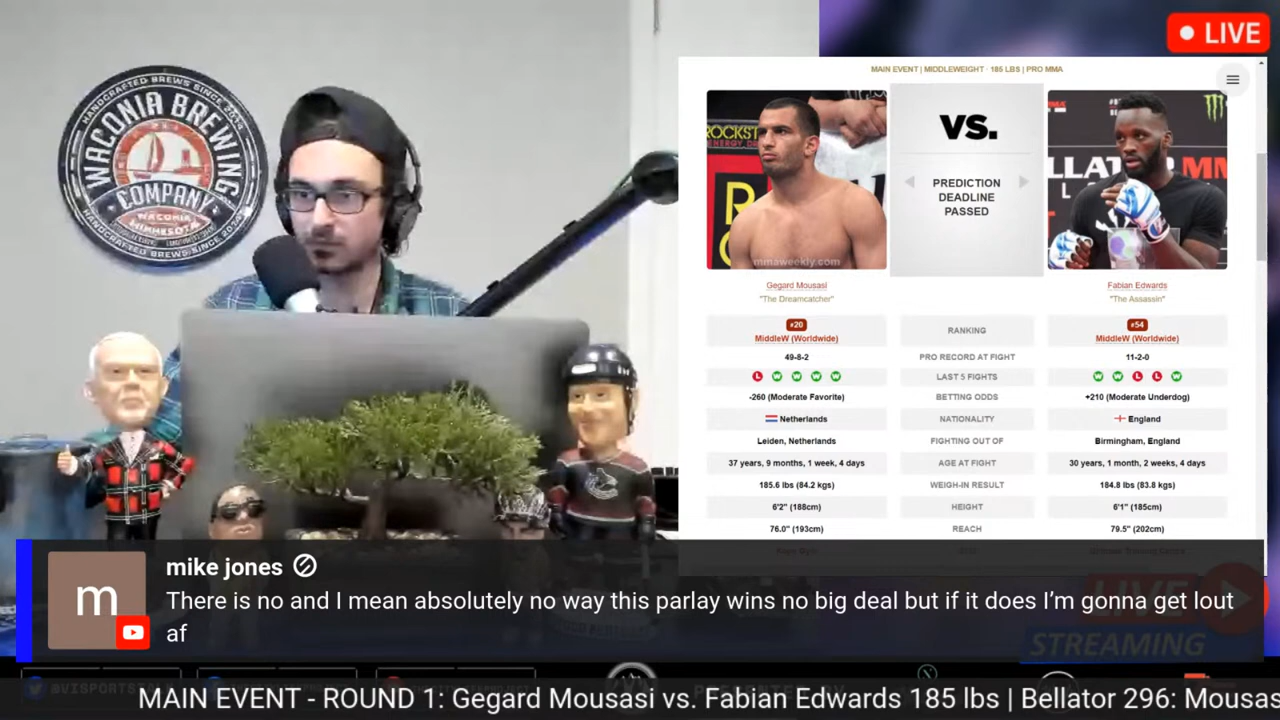 LIVE
MAIN EVENT | MIDDLEWEIGHT · 185 LBS | PRO MMA
HANDCRAFTED BREWS SINCE 2014
WACONIA BREWING
COMPANY
WACONIA
MINNESOTA
ROCKST
ENERGY DR
mmaweekly.com
VS.
PREDICTION
DEADLINE
PASSED
LLATOR MM
Gegard Mousasi
"The Dreamcatcher"
Fabian Edwards
"The Assassin"
#20
MiddleW (Worldwide)
RANKING
#54
MiddleW (Worldwide)
49-8-2 PRO RECORD AT FIGHT 11-2-0
L W W W W LAST 5 FIGHTS W W L L W
-260 (Moderate Favorite) BETTING ODDS +210 (Moderate Underdog)
Netherlands NATIONALITY England
Leiden, Netherlands FIGHTING OUT OF Birmingham, England
37 years, 9 months, 1 week, 4 days AGE AT FIGHT 30 years, 1 month, 2 weeks, 4 days
185.6 lbs (84.2 kgs) WEIGH-IN RESULT 184.8 lbs (83.8 kgs)
6'2" (188cm) HEIGHT 6'1" (185cm)
76.0" (193cm) REACH 79.5" (202cm)
m
mike jones
There is no and I mean absolutely no way this parlay wins no big deal but if it does I'm gonna get lout
af
LIVE
STREAMING
MAIN EVENT - ROUND 1: Gegard Mousasi vs. Fabian Edwards 185 lbs | Bellator 296: Mousas